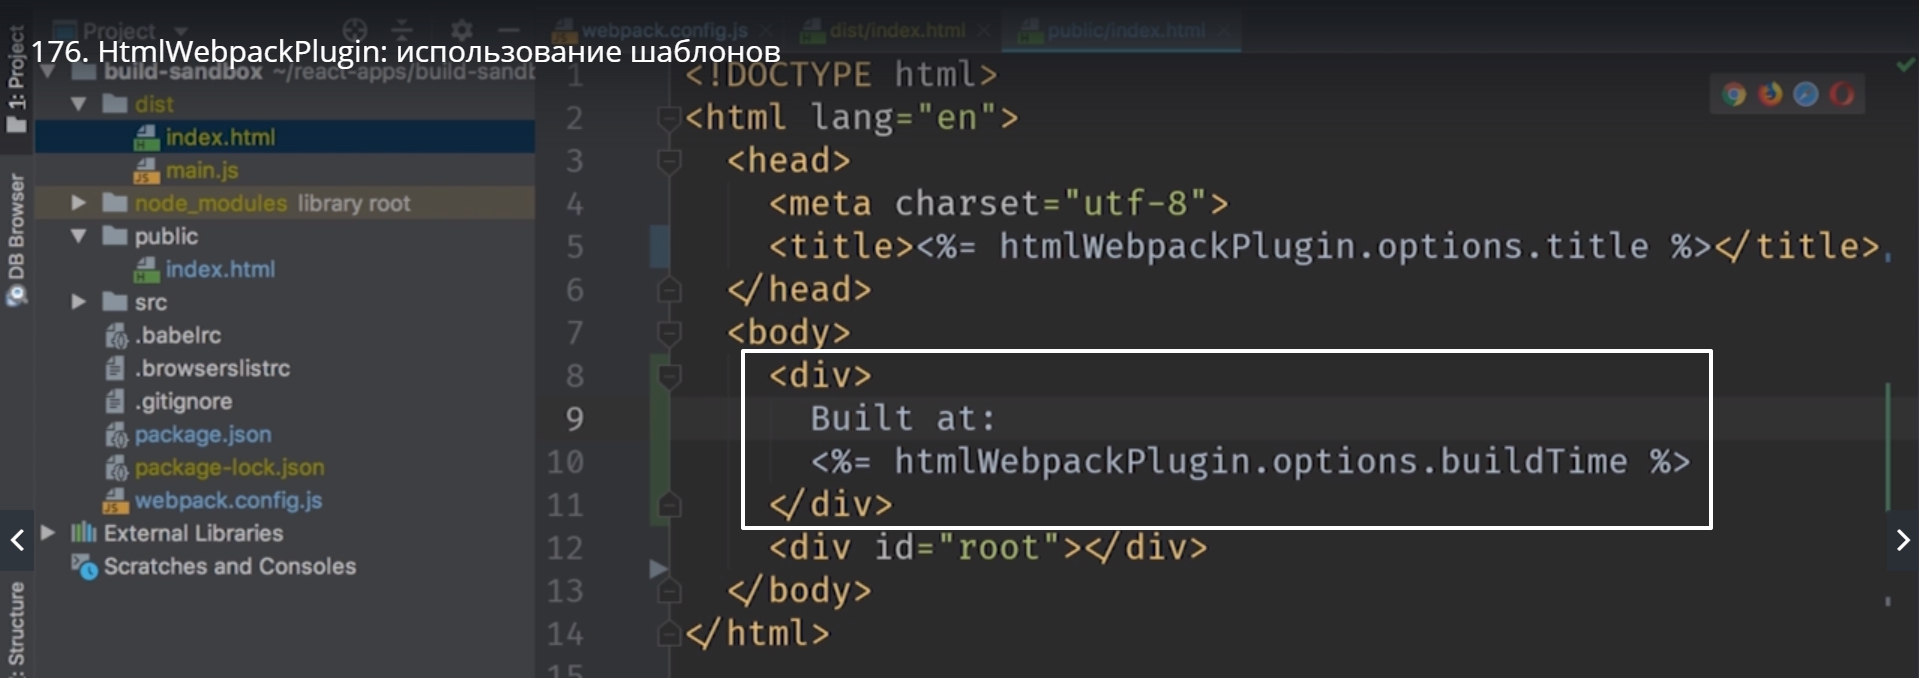 Project
webpack.config.js
dist/index.html
public/index.html
176. HtmlWebpackPlugin: использование шаблонов
1: Project
DB Browser
Structure
build-sandbox ~/react-apps/build-sandb
dist
index.html
main.js
node_modules library root
public
index.html
src
.babelrc
.browserslistrc
.gitignore
package.json
package-lock.json
webpack.config.js
External Libraries
Scratches and Consoles
1 <!DOCTYPE html>
2 <html lang="en">
3 <head>
4 <meta charset="utf-8">
5 <title><%= htmlWebpackPlugin.options.title %></title>
6 </head>
7 <body>
8 <div>
9 Built at:
10 <%= htmlWebpackPlugin.options.buildTime %>
11 </div>
12 <div id="root"></div>
13 </body>
14 </html>
15